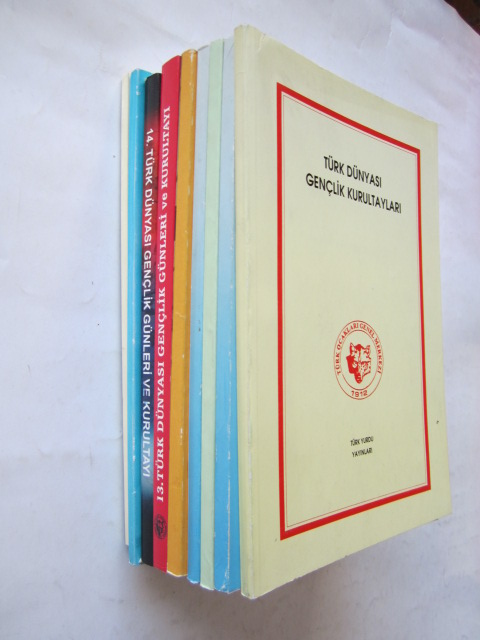 TÜRK DÜNYASI
GENÇLİK KURULTAYLARI
TÜRK OCAKLARI GENEL MERKEZİ
1912
TÜRK YURDU
YAYINLARI
13. TÜRK DÜNYASI GENÇLİK GÜNLERİ ve KURULTAYI
14. TÜRK DÜNYASI GENÇLİK GÜNLERİ VE KURULTAYI